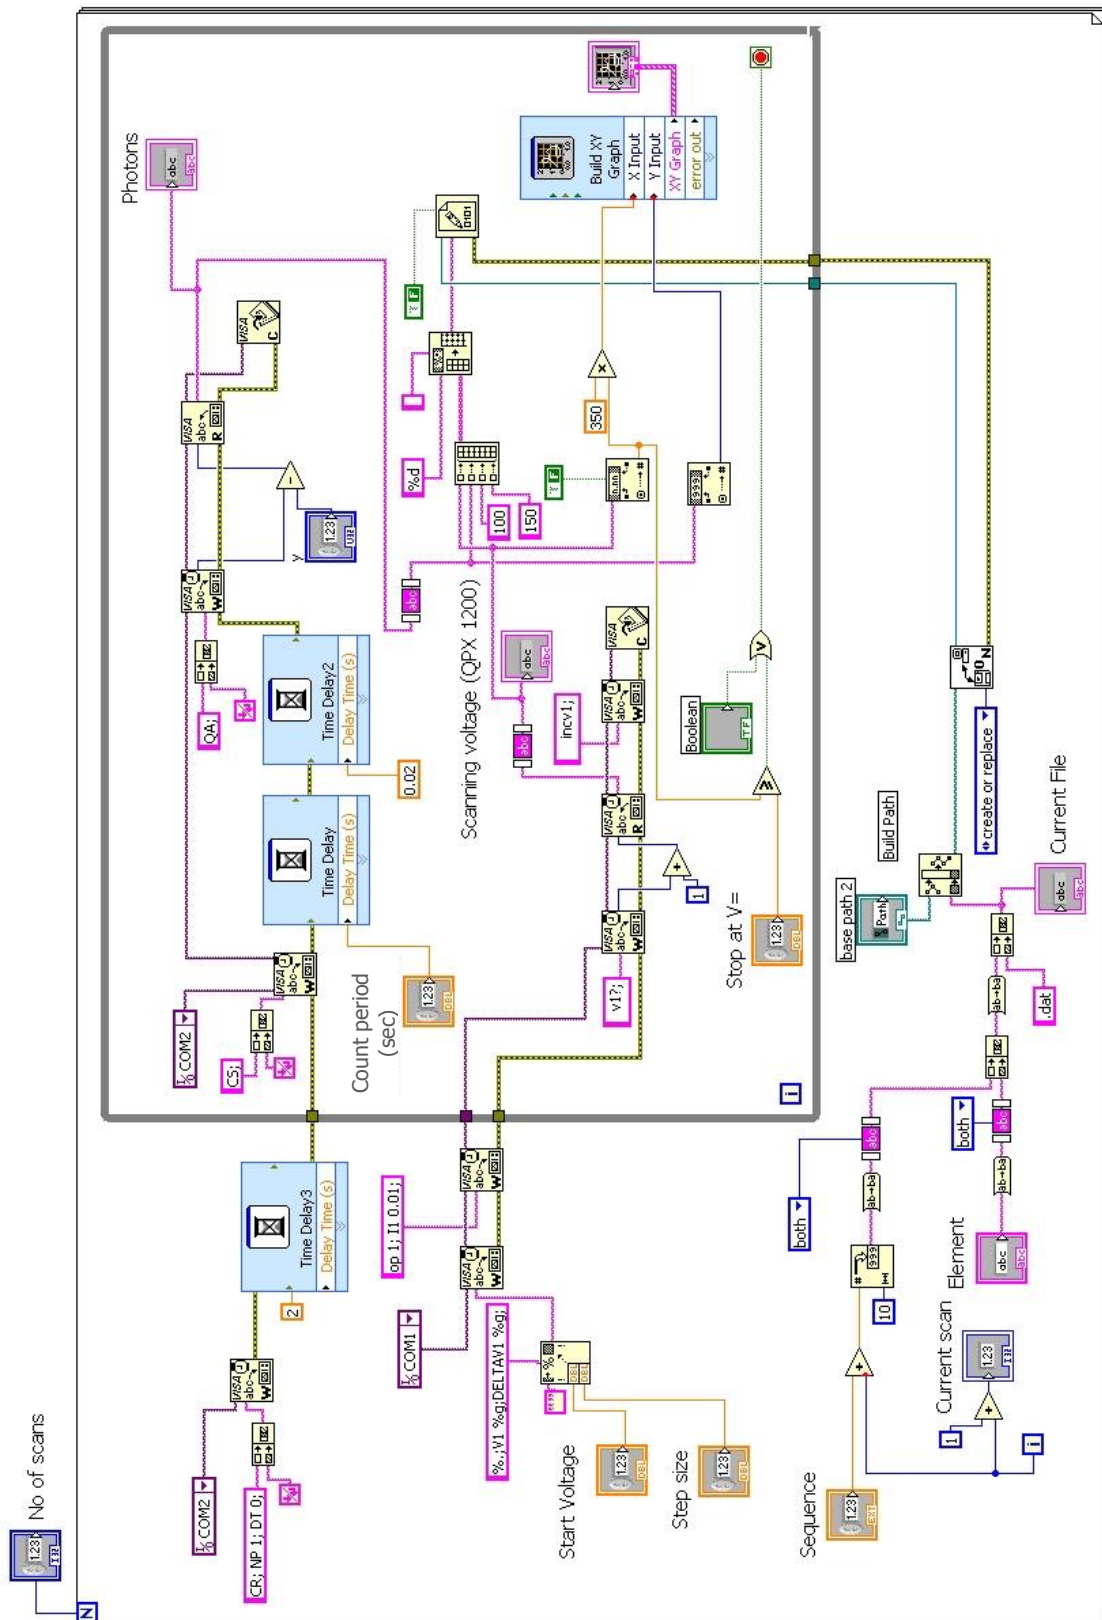 No of scans
N
I/O COM2
CR; NP 1; DT 0;
2
Time Delay3
Delay Time (s)
I/O COM1
%.;V1 %g;DELTAV1 %g;
op 1; I1 0.01;
Start Voltage
Step size
I/O COM2
CS;
Count period
(sec)
Time Delay
Delay Time (s)
Time Delay2
Delay Time (s)
0.02
QA;
y
Photons
Scanning voltage (QPX 1200)
v1?;
1
incv1;
%d
100
150
350
Build XY
Graph
X Input
Y Input
XY Graph
error out
Boolean
Stop at V=
i
Sequence
Current scan
1
i
10
both
Element
both
.dat
base path 2
Path
Build Path
create or replace
Current File